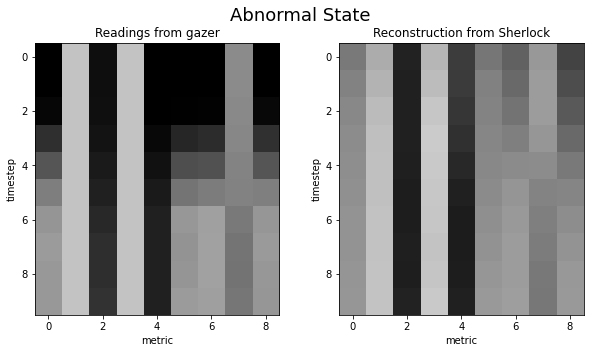 Abnormal State
Readings from gazer
Reconstruction from Sherlock
0
2
4
6
8
timestep
0 2 4 6 8
metric
0
2
4
6
8
timestep
0 2 4 6 8
metric